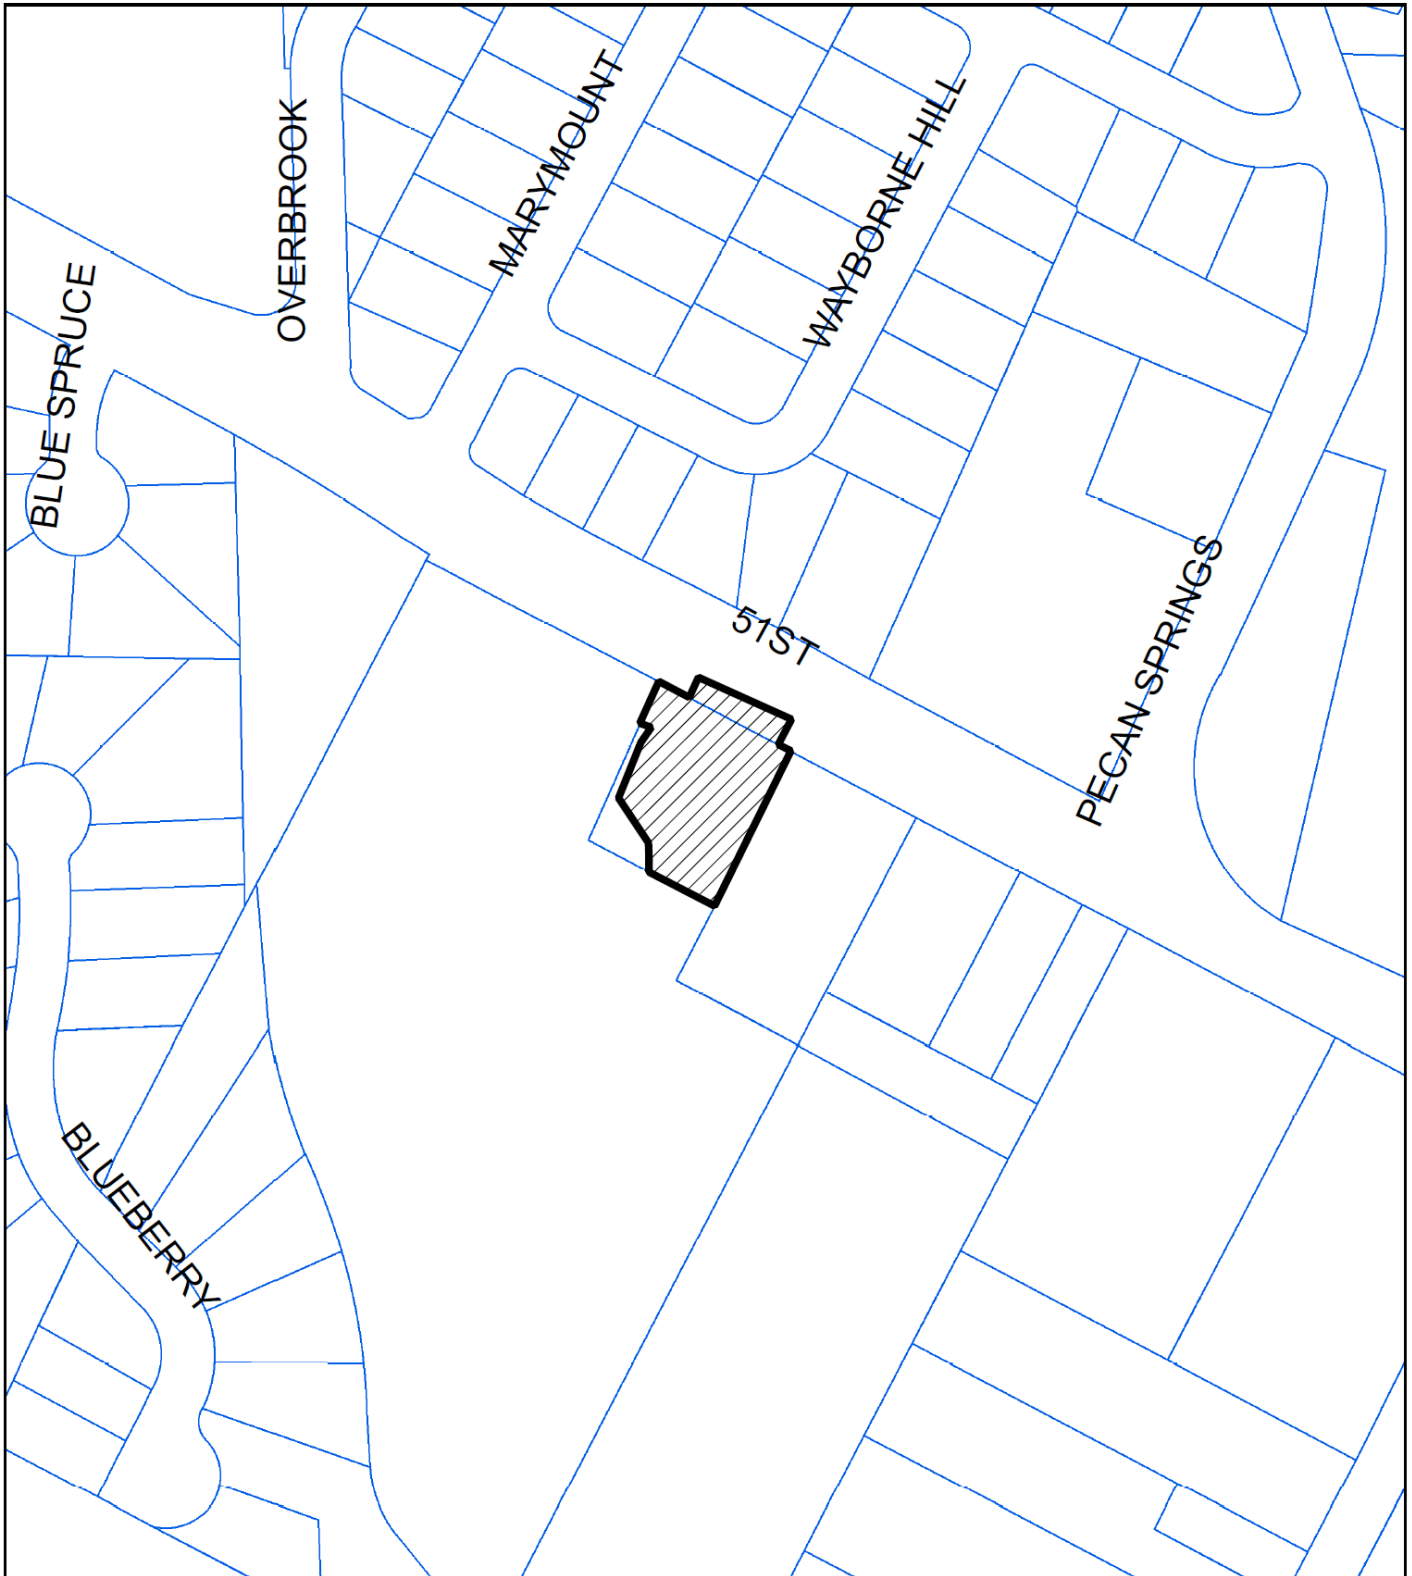 MARYMOUNT
WAYBORNE HILL
OVERBROOK
BLUE SPRUCE
51ST
PECAN SPRINGS
BLUEBERRY